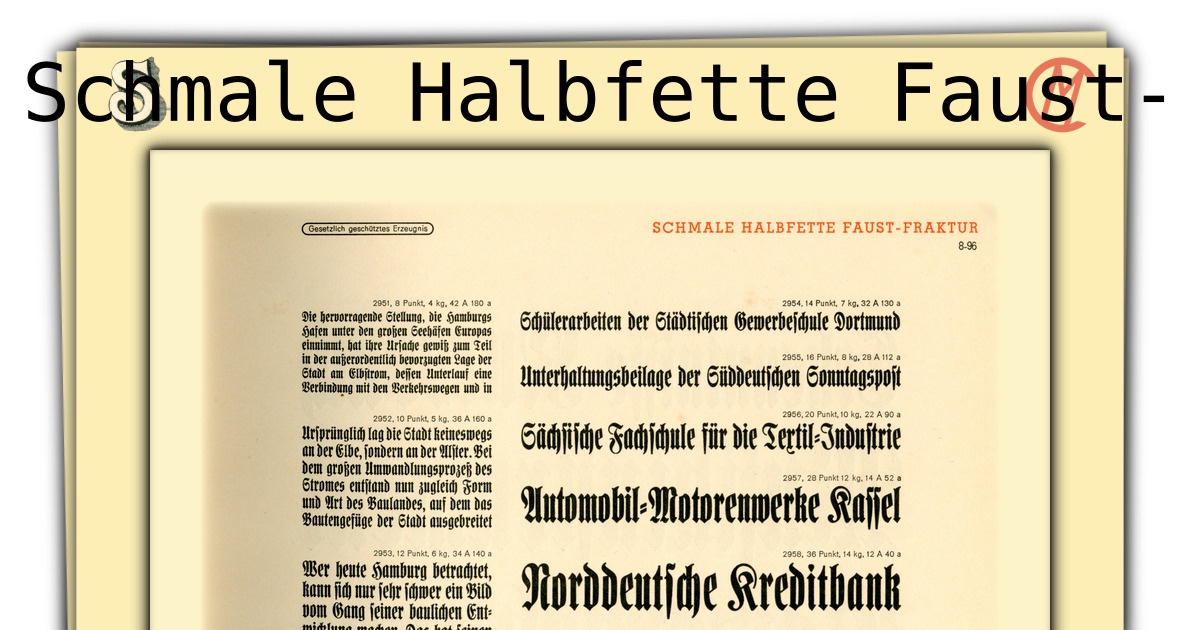 Schmale Halbfette Faust-
Gesetzlich geschütztes Erzeugnis
SCHMALE HALBFETTE FAUST-FRAKTUR
8-96
2951, 8 Punkt, 4 kg, 42 A 180 a
Die hervorragende Stellung, die Hamburgs
Hafen unter den großen Seehäfen Europas
einnimmt, hat ihre Ursache gewiß zum Teil
in der außerordentlich bevorzugten Lage der
Stadt am Elbſtrom, deſſen Unterlauf eine
Verbindung mit den Verkehrswegen und in
2952, 10 Punkt, 5 kg, 36 A 160 a
Urſprünglich lag die Stadt keineswegs
an der Elbe, ſondern an der Alſter. Bei
dem großen Umwandlungsprozeß des
Stromes entſtand nun zugleich Form
und Art des Baulandes, auf dem das
Bautengefüge der Stadt ausgebreitet
2953, 12 Punkt, 6 kg, 34 A 140 a
Wer heute Hamburg betrachtet,
kann ſich nur ſehr ſchwer ein Bild
vom Gang ſeiner baulichen Ent-
wicklung machen. Das hat ſeinen
2954, 14 Punkt, 7 kg, 32 A 130 a
Schülerarbeiten der Städtiſchen Gewerbeſchule Dortmund
2955, 16 Punkt, 8 kg, 28 A 112 a
Unterhaltungsbeilage der Süddeutſchen Sonntagspoſt
2956, 20 Punkt, 10 kg, 22 A 90 a
Sächſiſche Fachſchule für die Textil-Induſtrie
2957, 28 Punkt 12 kg, 14 A 52 a
Automobil-Motorenwerke Kaſſel
2958, 36 Punkt, 14 kg, 12 A 40 a
Norddeutſche Kreditbank